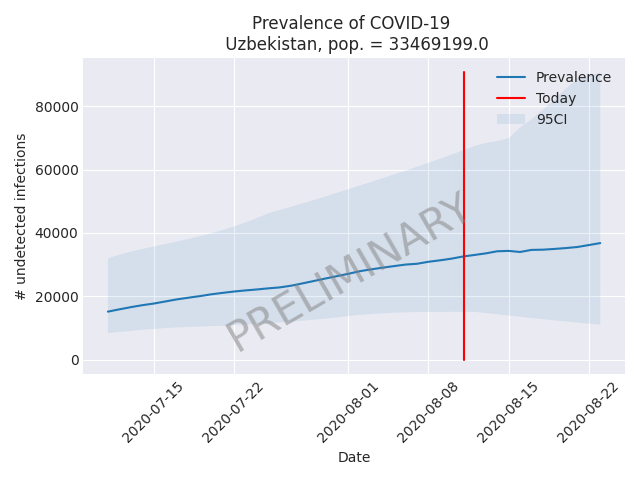 Prevalence of COVID-19
Uzbekistan, pop. = 33469199.0
Prevalence
Today
95CI
80000
60000
40000
20000
0
# undetected infections
PRELIMINARY
2020-07-15
2020-07-22
2020-08-01
2020-08-08
2020-08-15
2020-08-22
Date